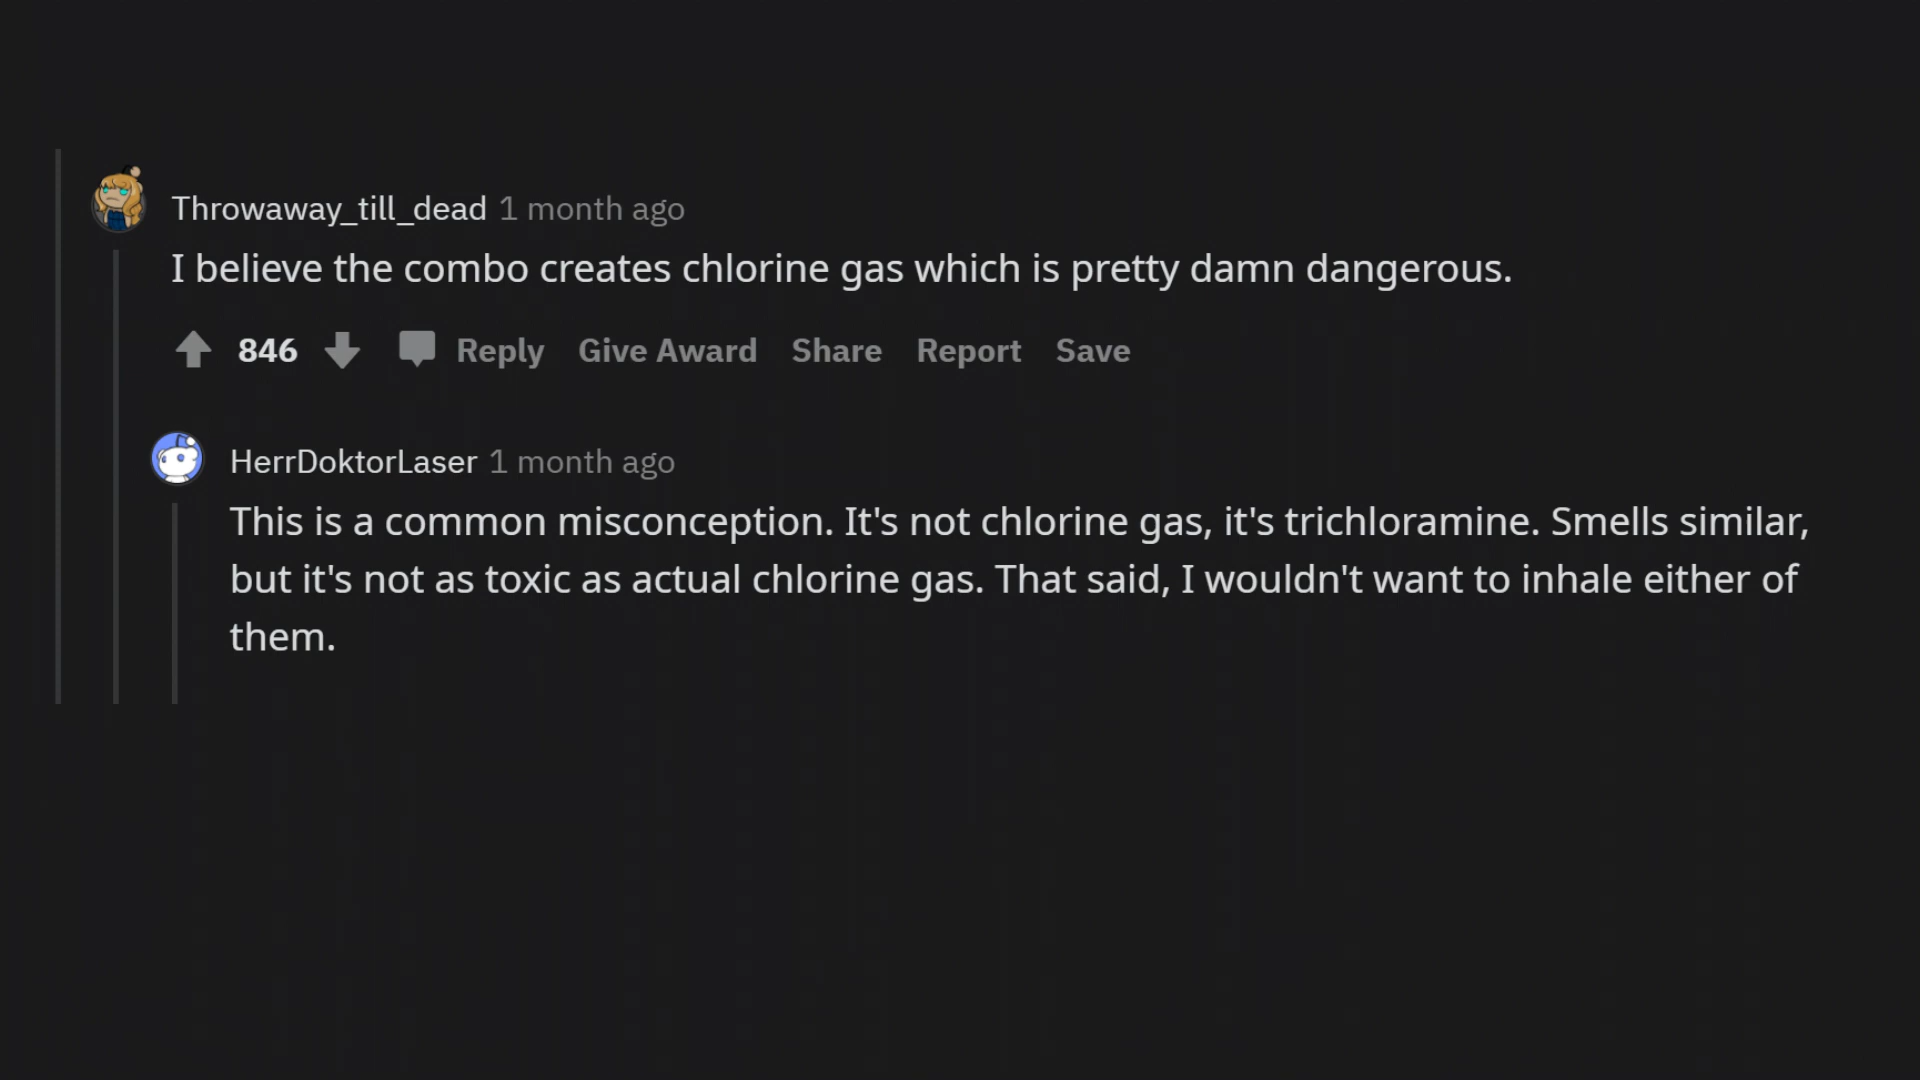 Throwaway_till_dead 1 month ago
I believe the combo creates chlorine gas which is pretty damn dangerous.
846 Reply Give Award Share Report Save
HerrDoktorLaser 1 month ago
This is a common misconception. It's not chlorine gas, it's trichloramine. Smells similar,
but it's not as toxic as actual chlorine gas. That said, I wouldn't want to inhale either of
them.